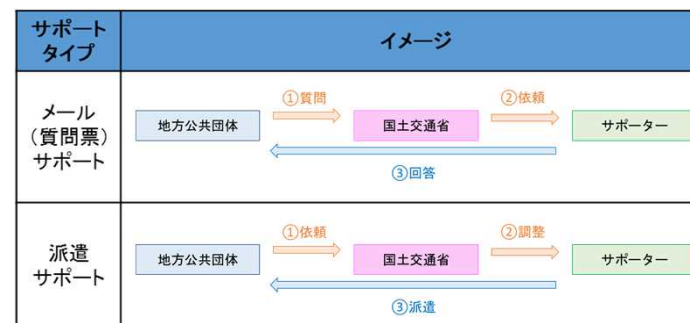 サポート
タイプ
イメージ
メール
（質問票）
サポート
①質問
②依頼
地方公共団体
国土交通省
サポーター
③回答
派遣
サポート
①依頼
②調整
地方公共団体
国土交通省
サポーター
③派遣